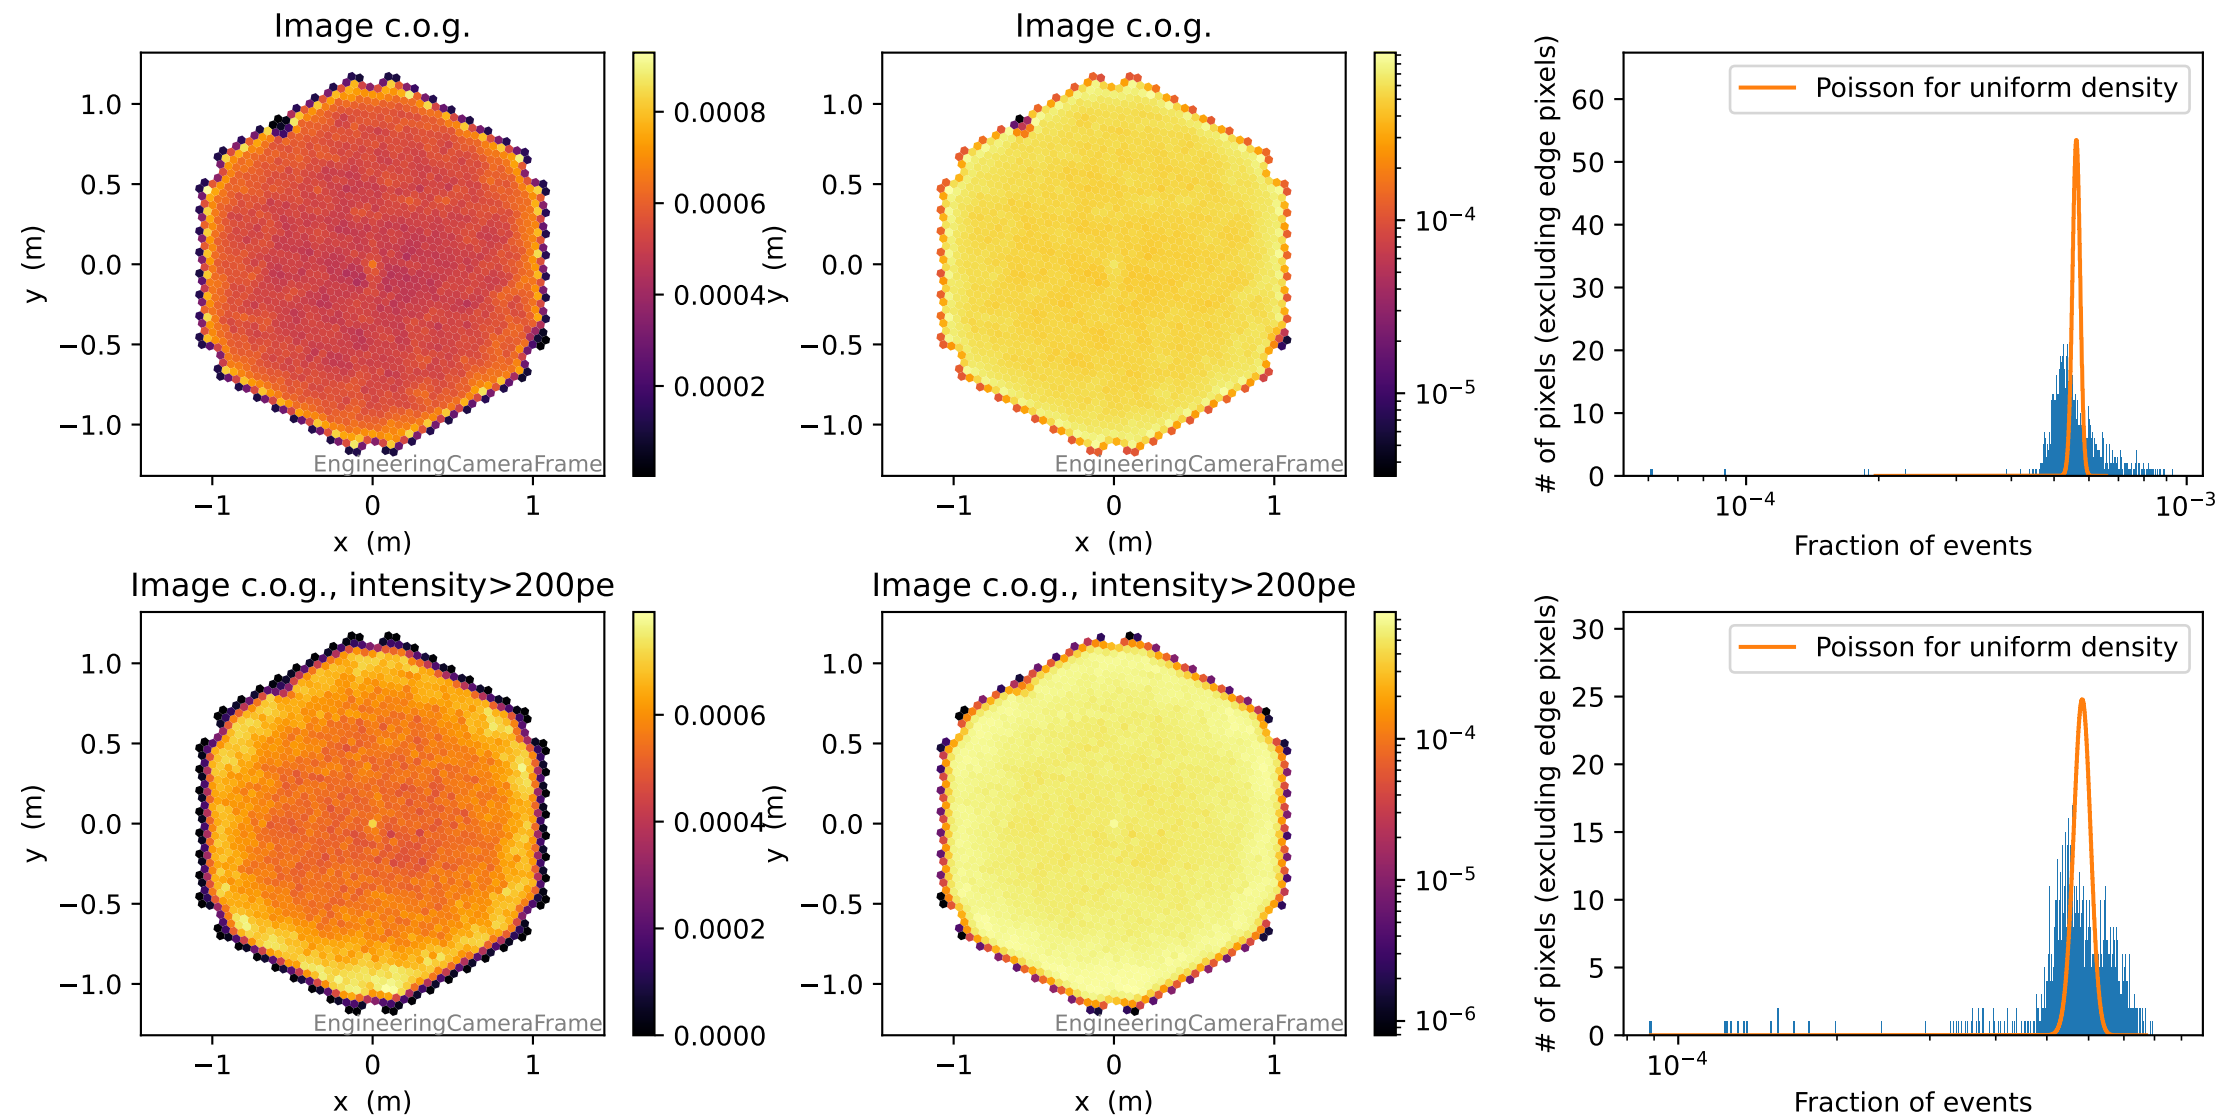 Image c.o.g.
1.0
0.5
0.0
−0.5
−1.0
y (m)
−1 0 1
x (m)
EngineeringCameraFrame
0.0008
0.0006
0.0004
0.0002
Image c.o.g.
1.0
0.5
0.0
−0.5
−1.0
y (m)
−1 0 1
x (m)
EngineeringCameraFrame
10⁻⁴
10⁻⁵
Poisson for uniform density
60
50
40
30
20
10
0
# of pixels (excluding edge pixels)
10⁻⁴ 10⁻³
Fraction of events
Image c.o.g., intensity>200pe
1.0
0.5
0.0
−0.5
−1.0
y (m)
−1 0 1
x (m)
EngineeringCameraFrame
0.0006
0.0004
0.0002
0.0000
Image c.o.g., intensity>200pe
1.0
0.5
0.0
−0.5
−1.0
y (m)
−1 0 1
x (m)
EngineeringCameraFrame
10⁻⁴
10⁻⁵
10⁻⁶
Poisson for uniform density
30
25
20
15
10
5
0
# of pixels (excluding edge pixels)
10⁻⁴
Fraction of events